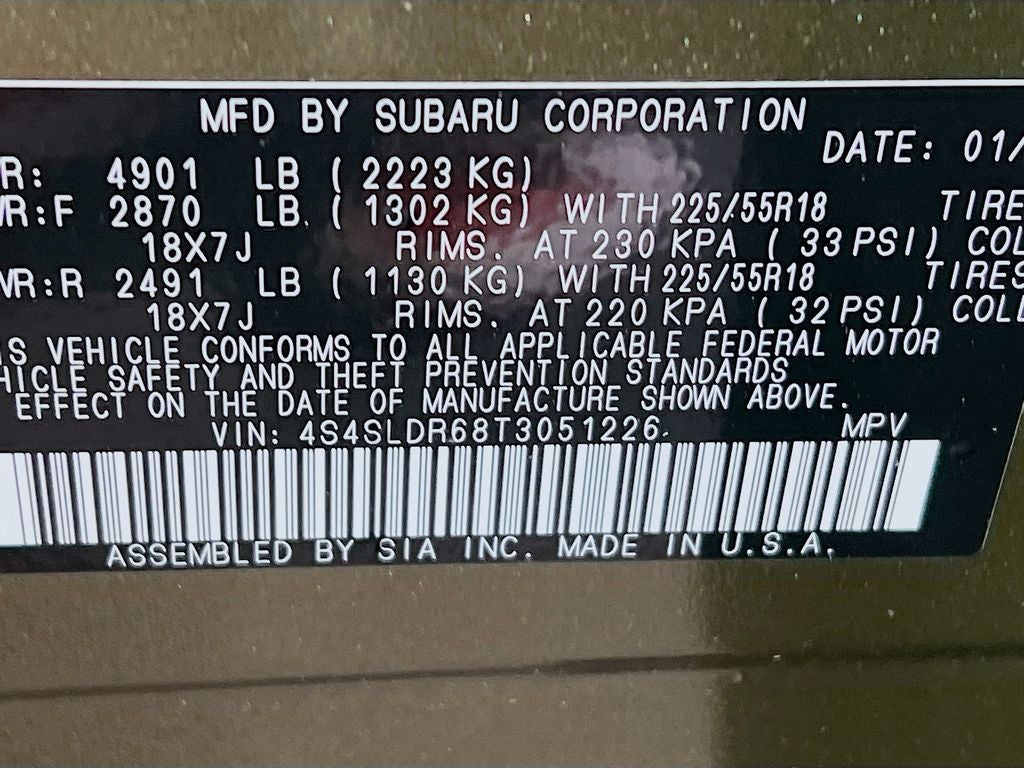 MFD BY SUBARU CORPORATION
DATE: 01/
R: 4901 LB ( 2223 KG)
WR:F 2870 LB ( 1302 KG) WITH 225/55R18 TIRE
18X7J RIMS. AT 230 KPA ( 33 PSI) COL
WR:R 2491 LB ( 1130 KG) WITH 225/55R18 TIRES
18X7J RIMS. AT 220 KPA ( 32 PSI) COLD
IS VEHICLE CONFORMS TO ALL APPLICABLE FEDERAL MOTOR
HICLE SAFETY AND THEFT PREVENTION STANDARDS
EFFECT ON THE DATE OF MANUFACTURE SHOWN ABOVE.
VIN: 4S4SLDR68T3051226 MPV
ASSEMBLED BY SIA INC. MADE IN U.S.A.